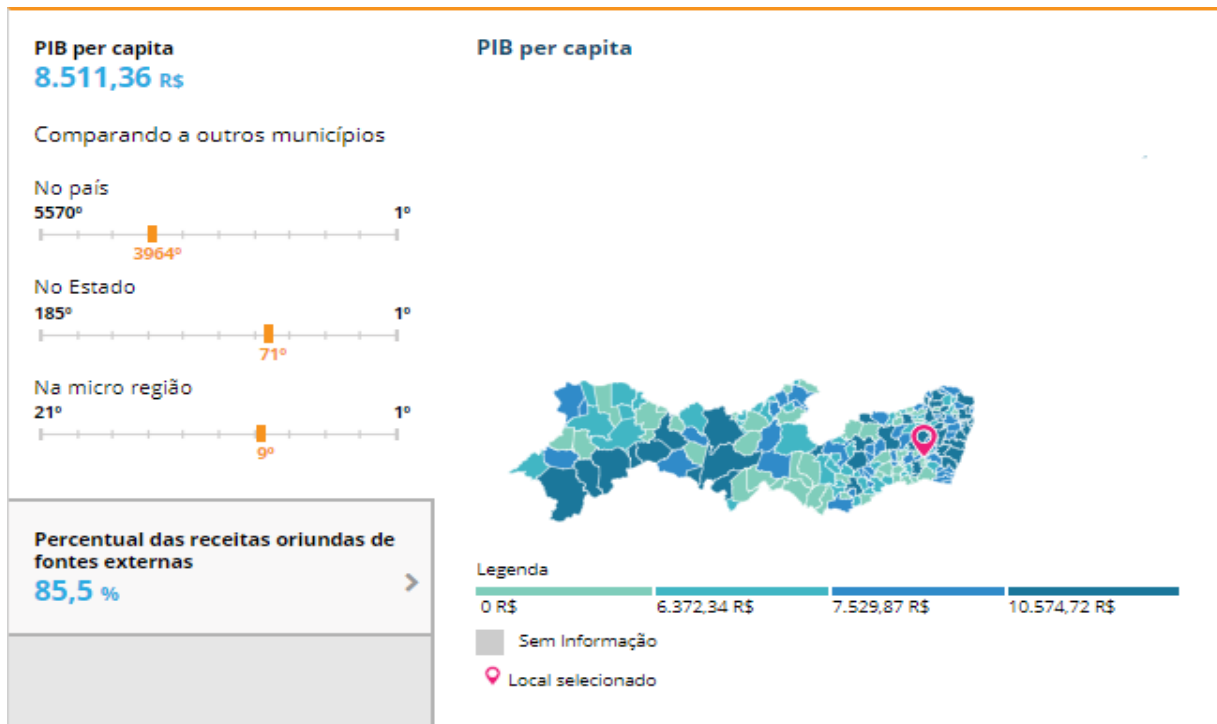 PIB per capita
8.511,36 R$
Comparando a outros municípios
No país
5570º 1º
3964º
No Estado
185º 1º
71º
Na micro região
21º 1º
9º
Percentual das receitas oriundas de
fontes externas
85,5 %
PIB per capita
Legenda
0 R$ 6.372,34 R$ 7.529,87 R$ 10.574,72 R$
Sem Informação
Local selecionado